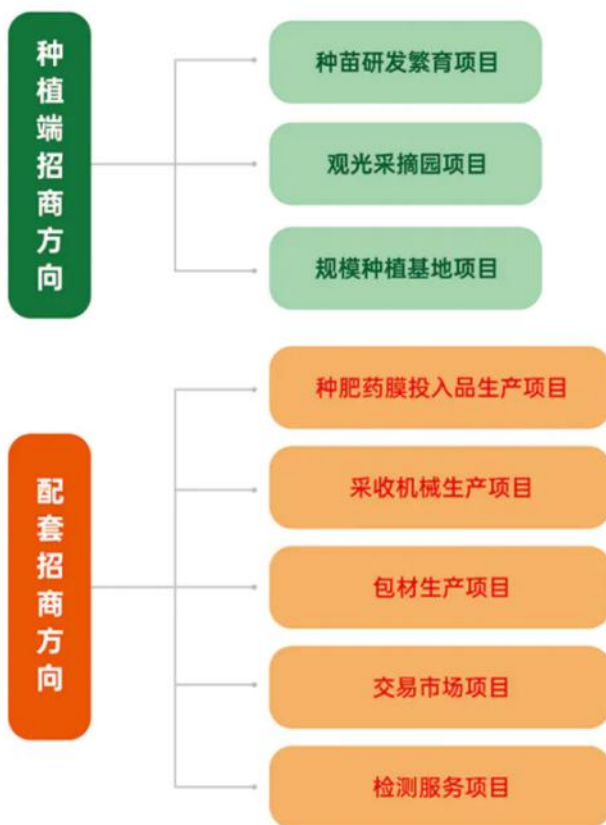 种植端招商方向
种苗研发繁育项目
观光采摘园项目
规模种植基地项目
配套招商方向
种肥药膜投入品生产项目
采收机械生产项目
包材生产项目
交易市场项目
检测服务项目